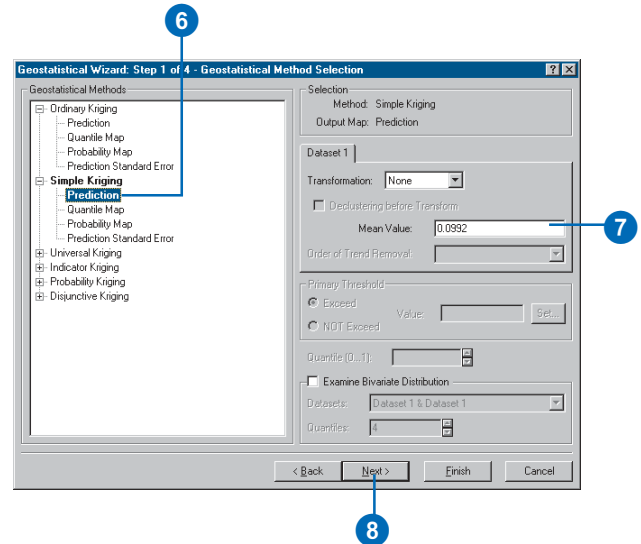 6
Geostatistical Wizard: Step 1 of 4 - Geostatistical Method Selection
Geostatistical Methods
Ordinary Kriging
Prediction
Quantile Map
Probability Map
Prediction Standard Error
Simple Kriging
Prediction
Quantile Map
Probability Map
Prediction Standard Error
Universal Kriging
Indicator Kriging
Probability Kriging
Disjunctive Kriging
Selection
Method: Simple Kriging
Output Map: Prediction
Dataset 1
Transformation: None
Declustering before Transform
Mean Value: 0.0992
7
Order of Trend Removal:
Primary Threshold
Exceed
NOT Exceed
Value:
Set...
Quantile (0...1):
Examine Bivariate Distribution
Datasets: Dataset 1 & Dataset 1
Quantiles: 4
< Back
Next >
Finish
Cancel
8